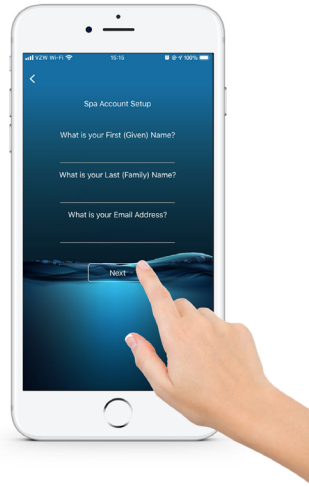 VZW Wi-Fi 15:15 100%
Spa Account Setup
What is your First (Given) Name?
What is your Last (Family) Name?
What is your Email Address?
Next